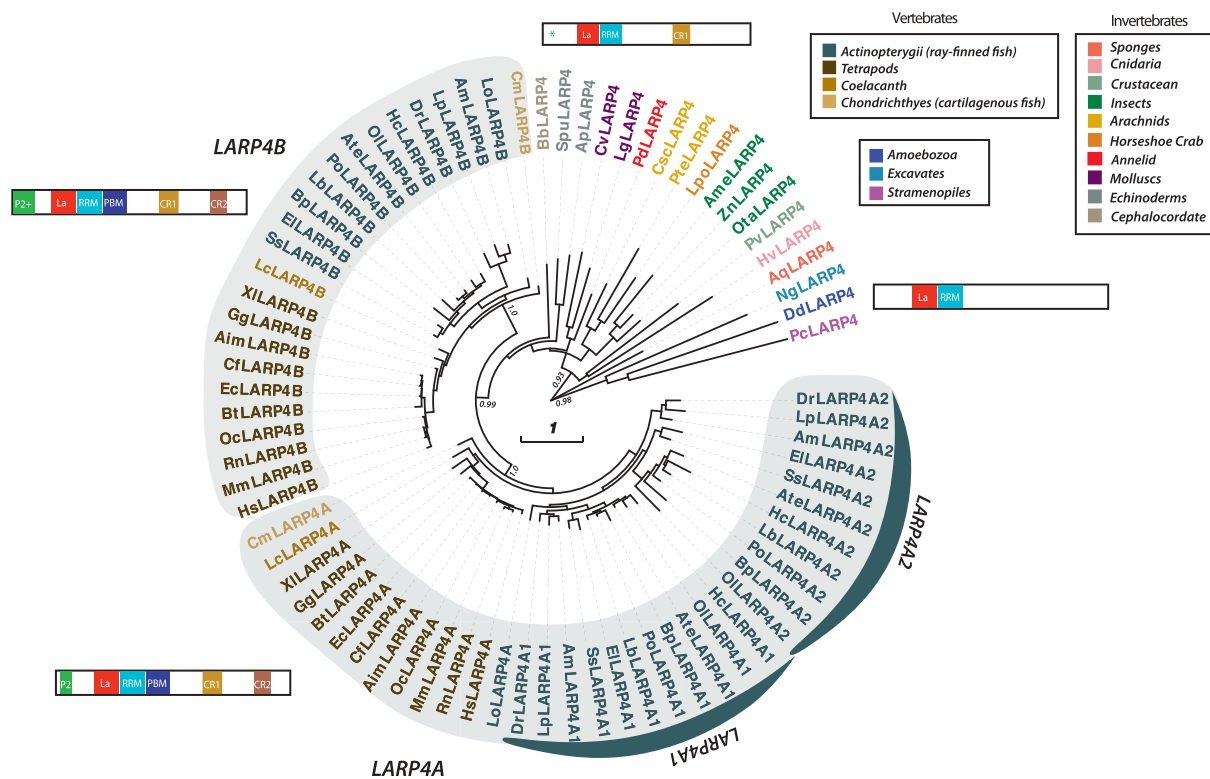 * La RRM CR1
Vertebrates
Actinopterygii (ray-finned fish)
Tetrapods
Coelacanth
Chondrichthyes (cartilagenous fish)
Invertebrates
Sponges
Cnidaria
Crustacean
Insects
Arachnids
Horseshoe Crab
Annelid
Molluscs
Echinoderms
Cephalocordate
Amoebozoa
Excavates
Stramenopiles
LARP4B
P2+ La RRM PBM CR1 CR2
La RRM
HsLARP4B
MmLARP4B
RnLARP4B
OcLARP4B
BtLARP4B
EcLARP4B
CfLARP4B
AimLARP4B
GgLARP4B
XlLARP4B
LcLARP4B
SsLARP4B
ElLARP4B
BpLARP4B
LbLARP4B
PoLARP4B
AteLARP4B
OlLARP4B
HcLARP4B
DrLARP4B
LpLARP4B
AmLARP4B
LoLARP4B
CmLARP4B
BbLARP4
SpuLARP4
ApLARP4
CvLARP4
LgLARP4
PdLARP4
CscLARP4
PteLARP4
LpoLARP4
AmeLARP4
ZnLARP4
OtaLARP4
PvLARP4
HvLARP4
AqLARP4
NgLARP4
DdLARP4
PcLARP4
DrLARP4A2
LpLARP4A2
AmLARP4A2
ElLARP4A2
SsLARP4A2
AteLARP4A2
HcLARP4A2
LbLARP4A2
PoLARP4A2
BpLARP4A2
OlLARP4A2
HcLARP4A1
OlLARP4A1
AteLARP4A1
BpLARP4A1
PoLARP4A1
LbLARP4A1
ElLARP4A1
SsLARP4A1
AmLARP4A1
LpLARP4A1
DrLARP4A1
LoLARP4A
HsLARP4A
RnLARP4A
MmLARP4A
OcLARP4A
AimLARP4A
CfLARP4A
EcLARP4A
BtLARP4A
GgLARP4A
XlLARP4A
LcLARP4A
CmLARP4A
1.0
0.93
0.98
0.99
1
1.0
LARP4A2
LARP4A1
P2 La RRM PBM CR1 CR2
LARP4A